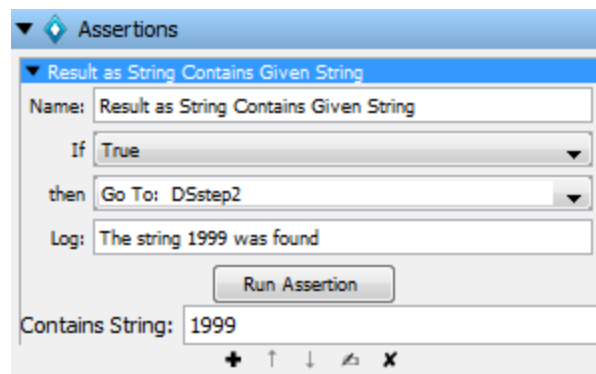 Assertions
Result as String Contains Given String
Name: Result as String Contains Given String
If True
then Go To: DSstep2
Log: The string 1999 was found
Run Assertion
Contains String: 1999